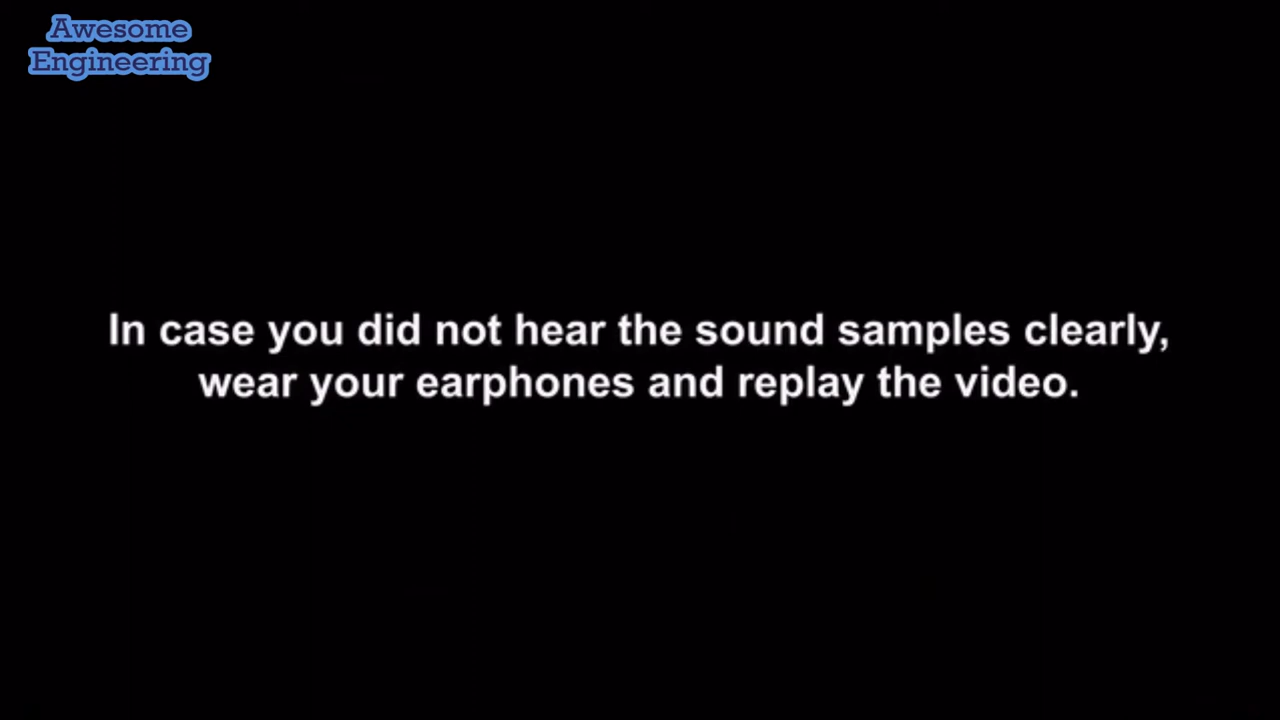 Awesome
Engineering
In case you did not hear the sound samples clearly,
wear your earphones and replay the video.